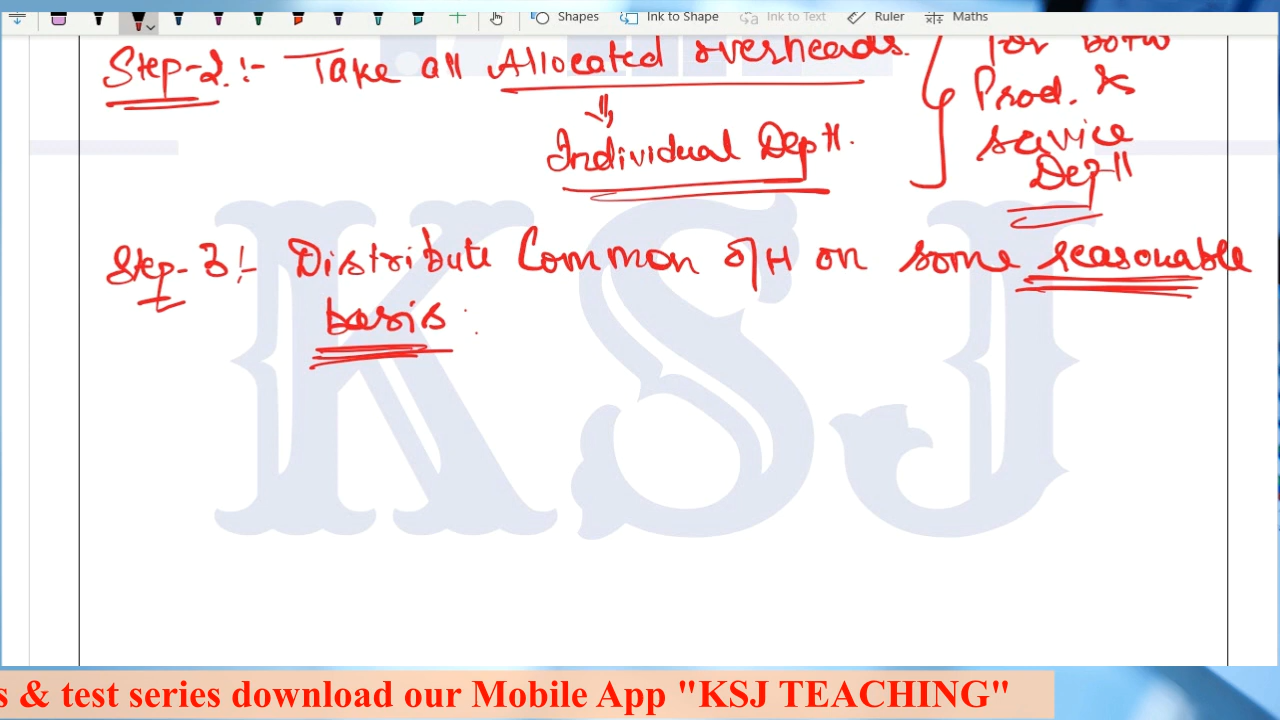 Shapes Ink to Shape Ink to Text Ruler Maths
Step-2:- Take all Allocated overheads.
for both
Prod. &
service
Deptt
⇓
Individual Deptt.
Step-3:- Distribute Common O/H on some reasonable
basis.
KSJ
s & test series download our Mobile App "KSJ TEACHING"